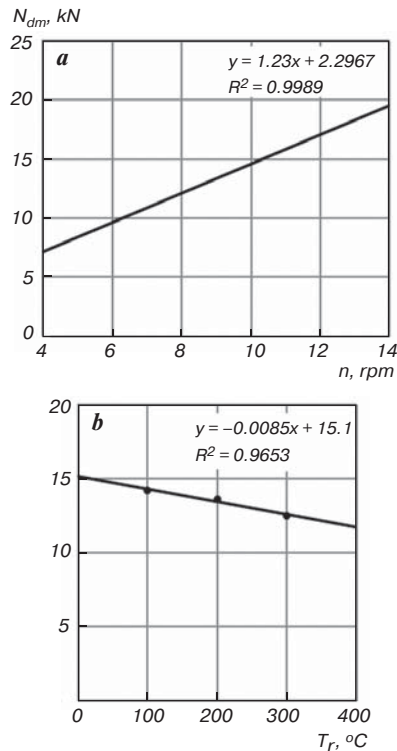 N_dm, kN
25
20
15
10
5
0
a
y = 1.23x + 2.2967
R² = 0.9989
4 6 8 10 12 14
n, rpm
20
15
10
5
b
y = –0.0085x + 15.1
R² = 0.9653
0 100 200 300 400
T_r, °C